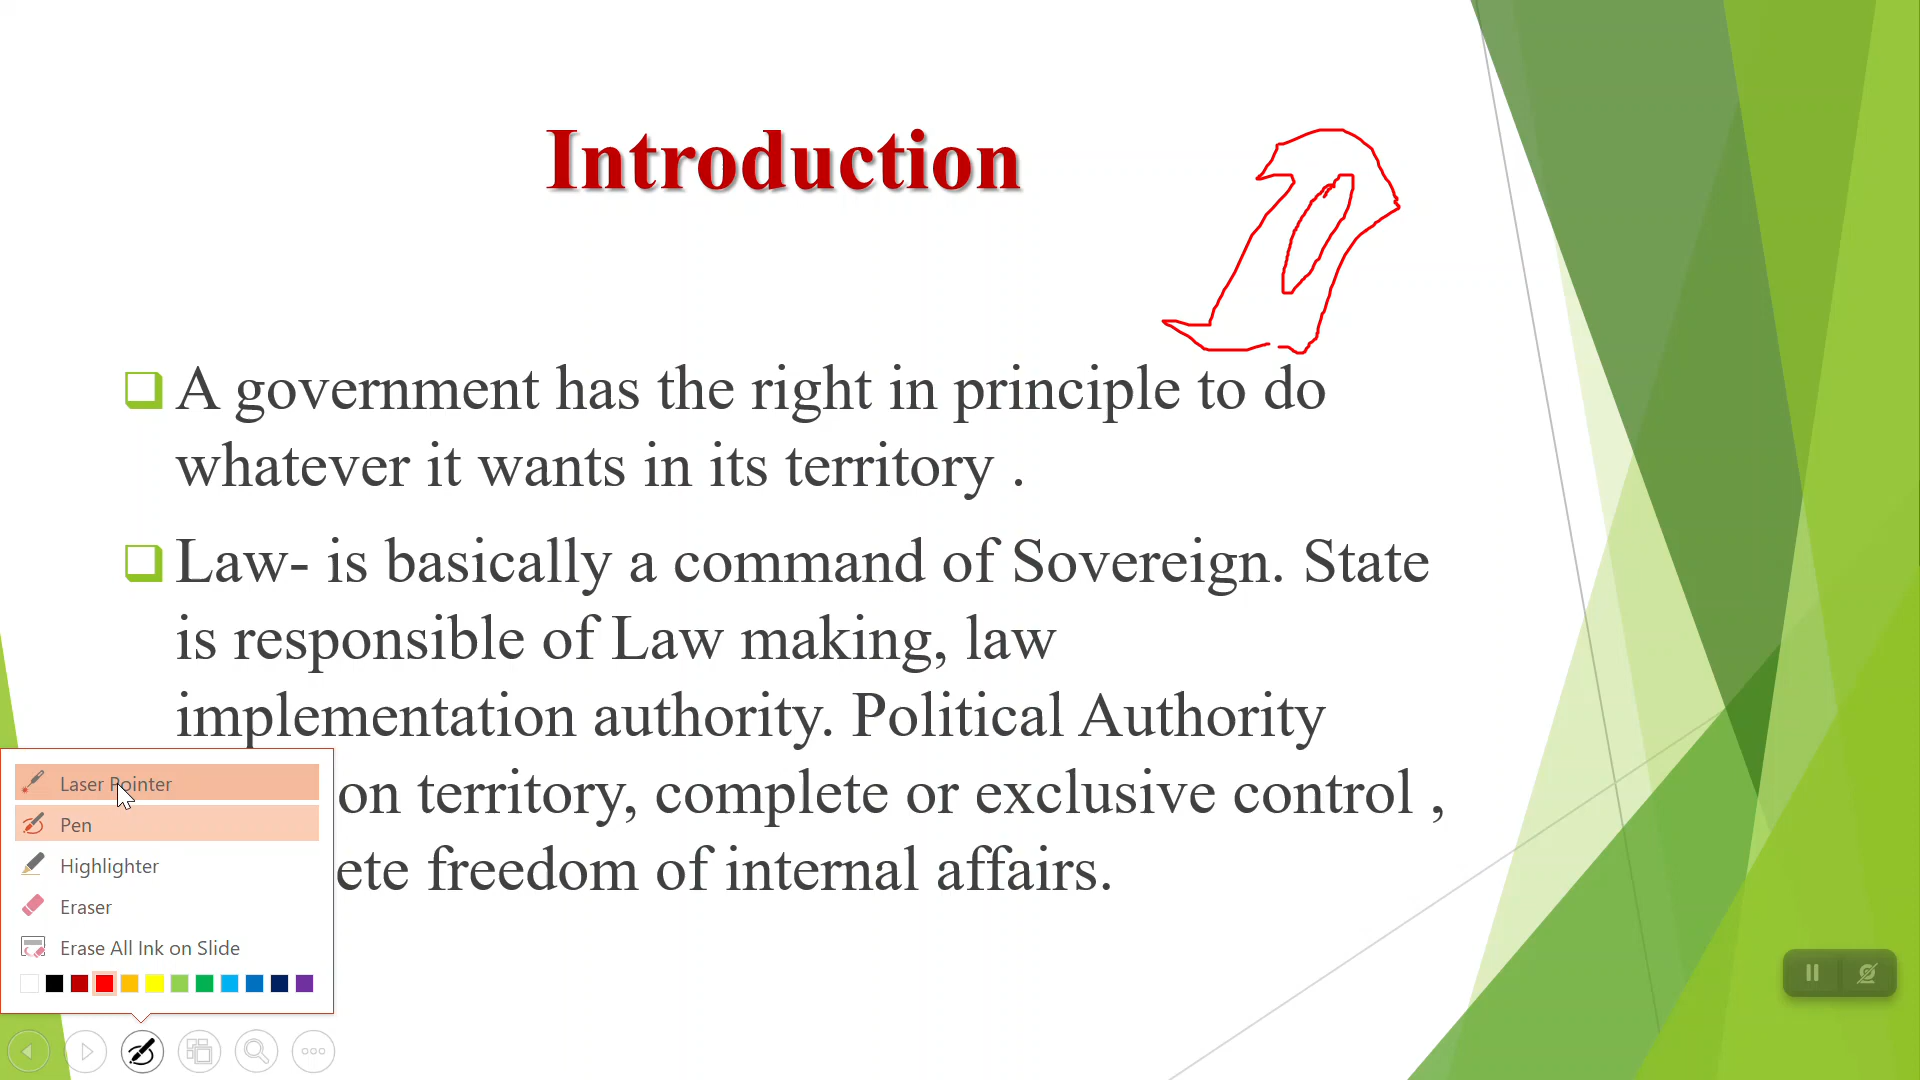 Introduction
A government has the right in principle to do
whatever it wants in its territory .
Law- is basically a command of Sovereign. State
is responsible of Law making, law
implementation authority. Political Authority
on territory, complete or exclusive control ,
ete freedom of internal affairs.
Laser Pointer
Pen
Highlighter
Eraser
Erase All Ink on Slide